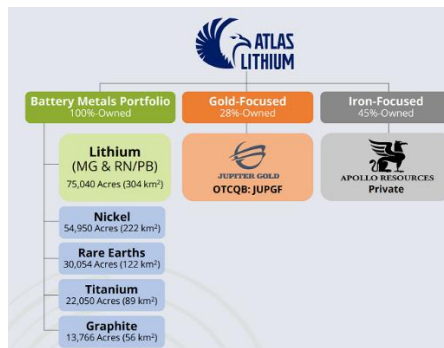 ATLAS
LITHIUM
Battery Metals Portfolio
100%-Owned
Gold-Focused
28%-Owned
Iron-Focused
45%-Owned
Lithium
(MG & RN/PB)
75,040 Acres (304 km²)
JUPITER GOLD
OTCQB: JUPGF
APOLLO RESOURCES
Private
Nickel
54,950 Acres (222 km²)
Rare Earths
30,054 Acres (122 km²)
Titanium
22,050 Acres (89 km²)
Graphite
13,766 Acres (56 km²)